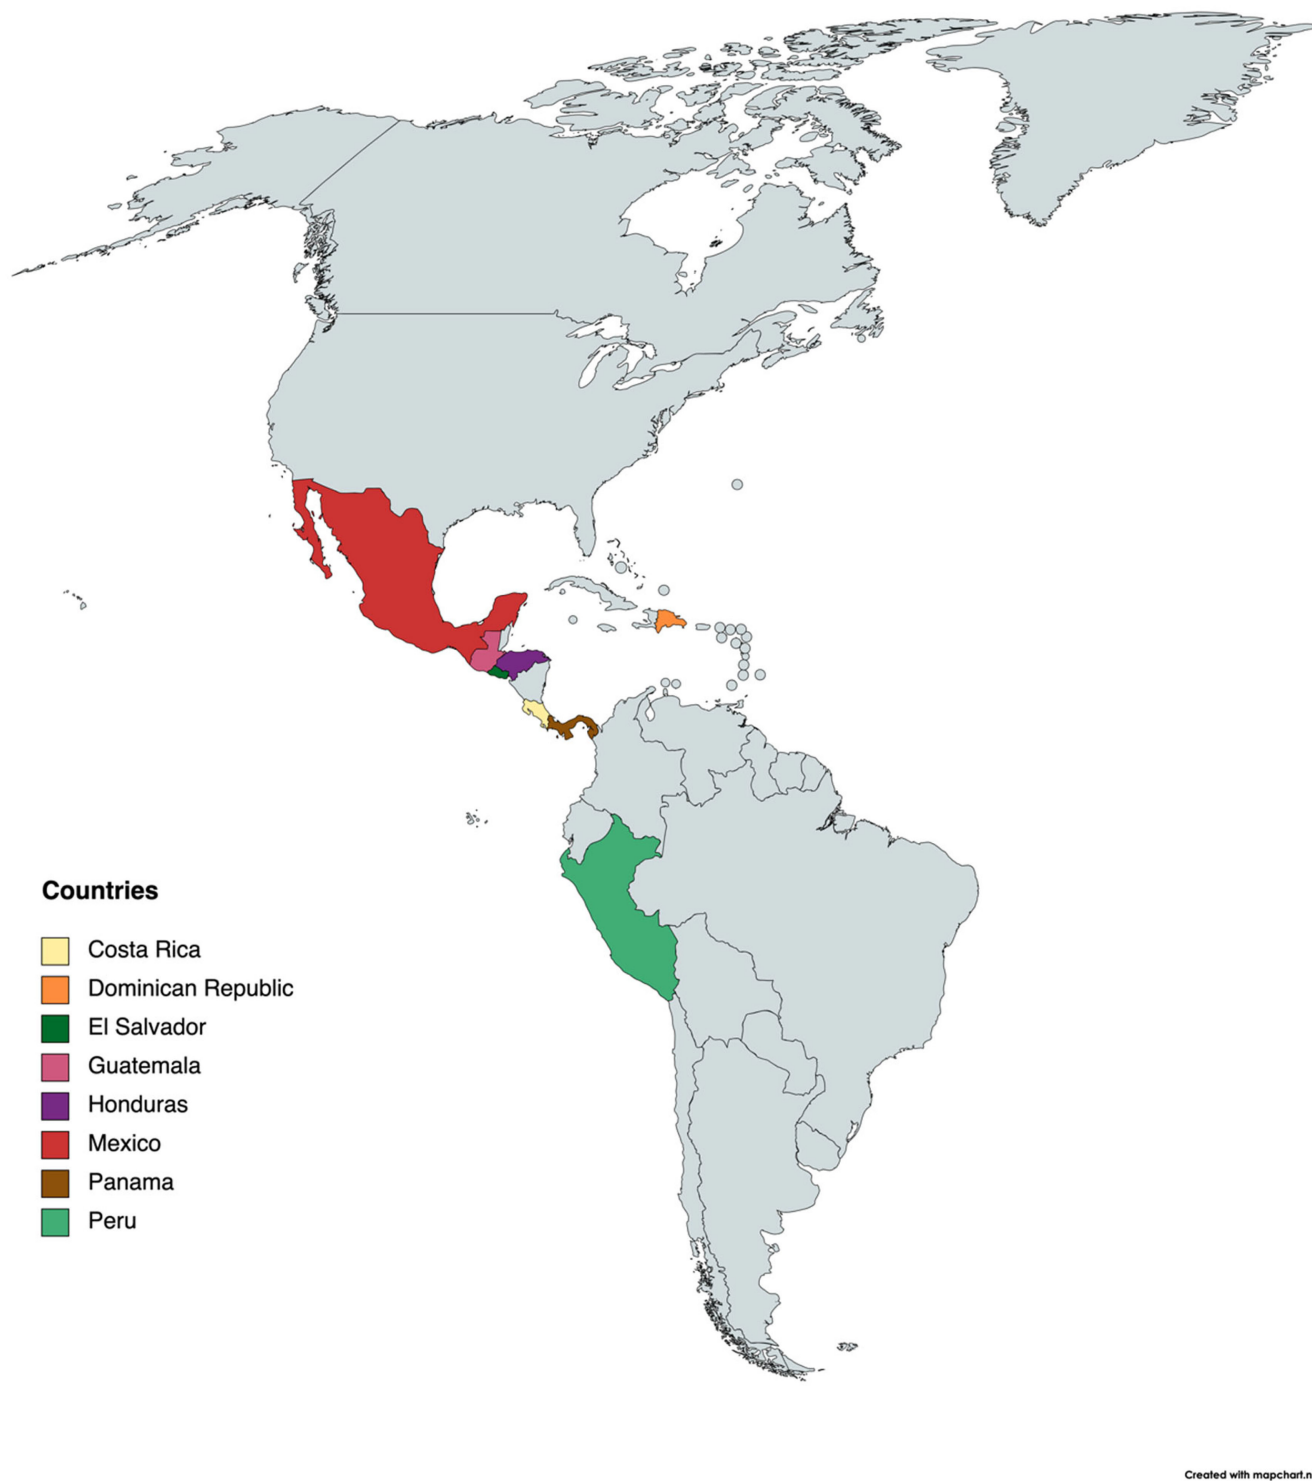 Countries
Costa Rica
Dominican Republic
El Salvador
Guatemala
Honduras
Mexico
Panama
Peru
Created with mapchart.n